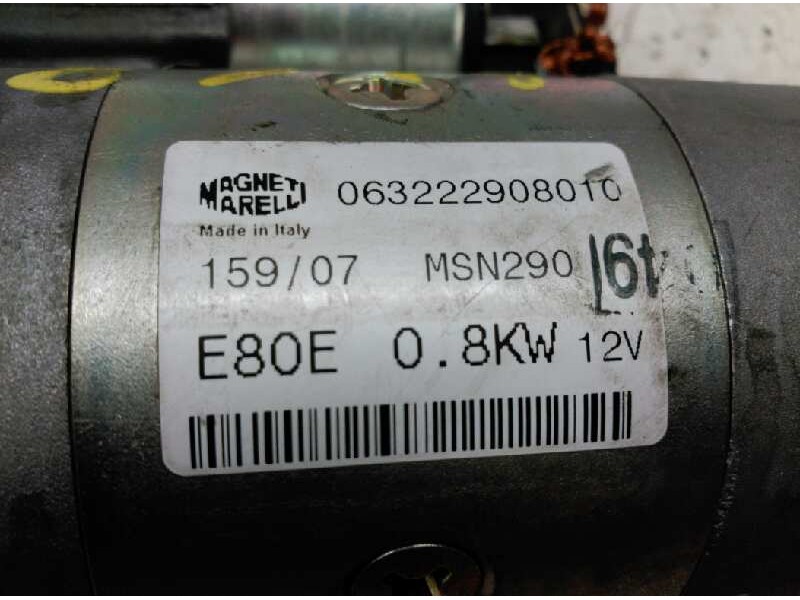 MAGNETI MARELLI 063222908010
Made in Italy
159/07 MSN290
E80E 0.8KW 12V